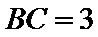 BC = 3